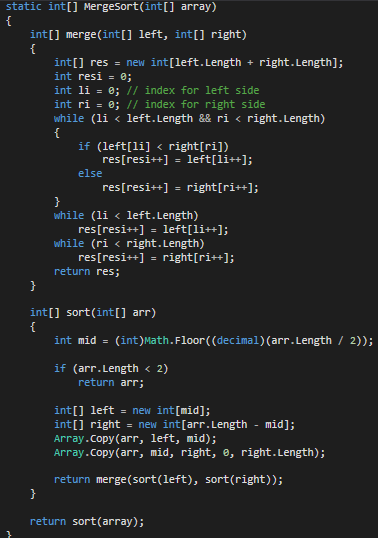 static int[] MergeSort(int[] array)
{
    int[] merge(int[] left, int[] right)
    {
        int[] res = new int[left.Length + right.Length];
        int resi = 0;
        int li = 0; // index for left side
        int ri = 0; // index for right side
        while (li < left.Length && ri < right.Length)
        {
            if (left[li] < right[ri])
                res[resi++] = left[li++];
            else
                res[resi++] = right[ri++];
        }
        while (li < left.Length)
            res[resi++] = left[li++];
        while (ri < right.Length)
            res[resi++] = right[ri++];
        return res;
    }

    int[] sort(int[] arr)
    {
        int mid = (int)Math.Floor((decimal)(arr.Length / 2));

        if (arr.Length < 2)
            return arr;

        int[] left = new int[mid];
        int[] right = new int[arr.Length - mid];
        Array.Copy(arr, left, mid);
        Array.Copy(arr, mid, right, 0, right.Length);

        return merge(sort(left), sort(right));
    }

    return sort(array);
}